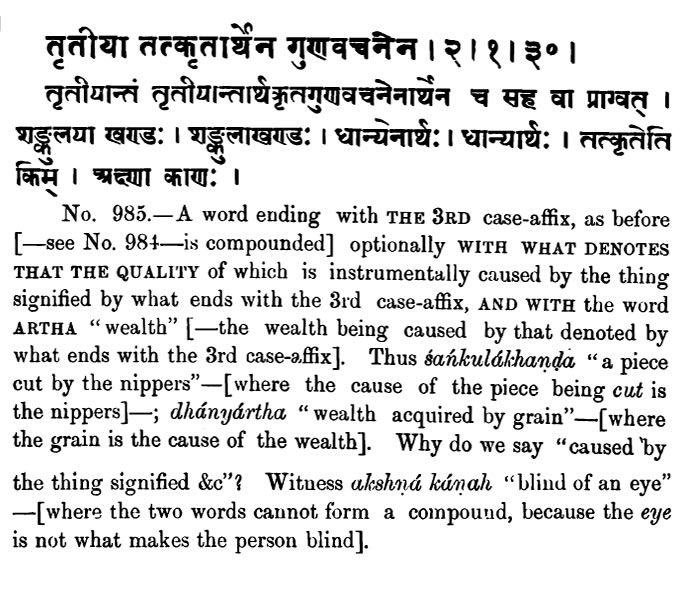 तृतीया तत्कृतार्थेन गुणवचनेन । २ । १ । ३० ।
तृतीयान्तं तृतीयान्तार्थकृतगुणवचनेनार्थेन च सह वा प्राग्वत् ।
शङ्कुलया खण्डः । शङ्कुलाखण्डः । धान्येनार्थः । धान्यार्थः । तत्कृतेति
किम् । अक्ष्णा काणः ।
No. 985.—A word ending with THE 3RD case-affix, as before
[—see No. 984—is compounded] optionally WITH WHAT DENOTES
THAT THE QUALITY of which is instrumentally caused by the thing
signified by what ends with the 3rd case-affix, AND WITH the word
ARTHA “wealth” [—the wealth being caused by that denoted by
what ends with the 3rd case-affix]. Thus śańkulákhaṇḍa “a piece
cut by the nippers”—[where the cause of the piece being cut is
the nippers]—; dhányártha “wealth acquired by grain”—[where
the grain is the cause of the wealth]. Why do we say “caused by
the thing signified &c”? Witness akshṇá káṇah “blind of an eye”
—[where the two words cannot form a compound, because the eye
is not what makes the person blind].